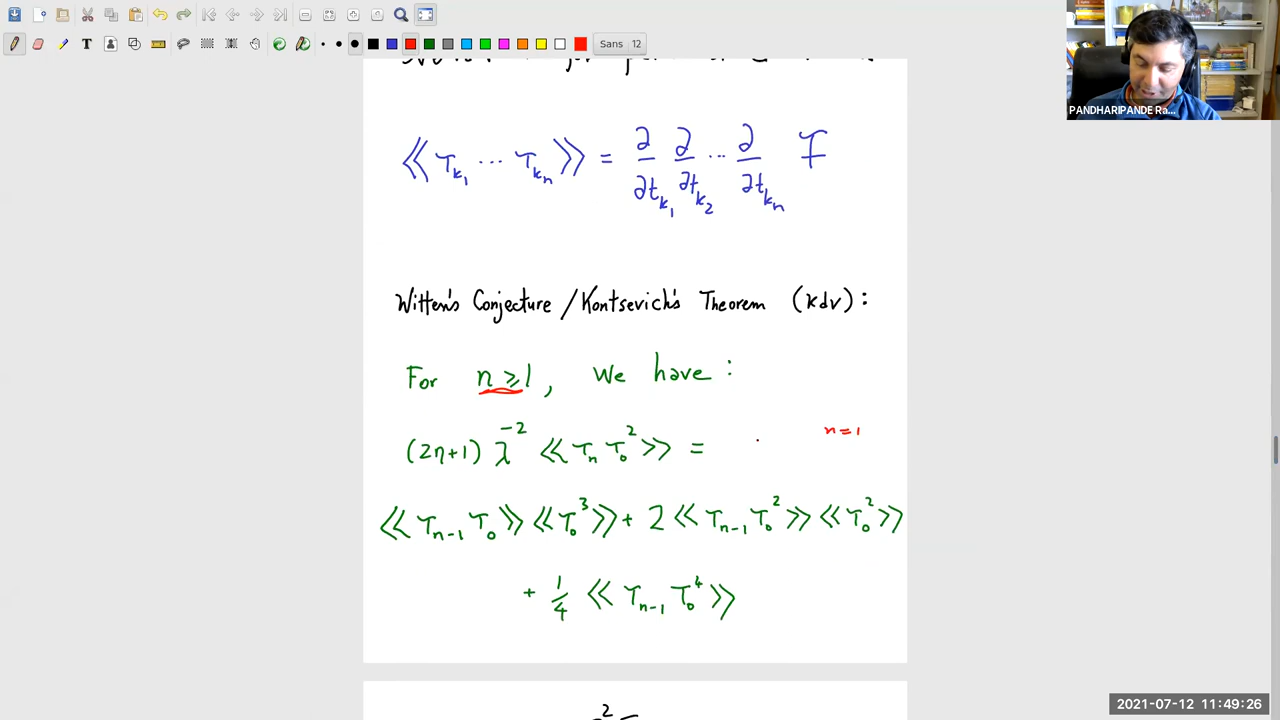 Sans 12
PANDHARIPANDE Ra...
⟪ τ_{k_1} ⋯ τ_{k_n} ⟫ = ∂/∂t_{k_1} ∂/∂t_{k_2} ⋯ ∂/∂t_{k_n} F
Witten's Conjecture / Kontsevich's Theorem (kdv):
For n ≥ 1, we have:
n=1
(2n+1) λ^{-2} ⟪ τ_n τ_0^2 ⟫ =
⟪ τ_{n-1} τ_0 ⟫ ⟪ τ_0^3 ⟫ + 2 ⟪ τ_{n-1} τ_0^2 ⟫ ⟪ τ_0^2 ⟫
+ 1/4 ⟪ τ_{n-1} τ_0^4 ⟫
2021-07-12 11:49:26